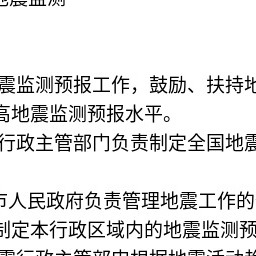 地震监测
震监测预报工作，鼓励、扶持地
高地震监测预报水平。
行政主管部门负责制定全国地震
市人民政府负责管理地震工作的
制定本行政区域内的地震监测预